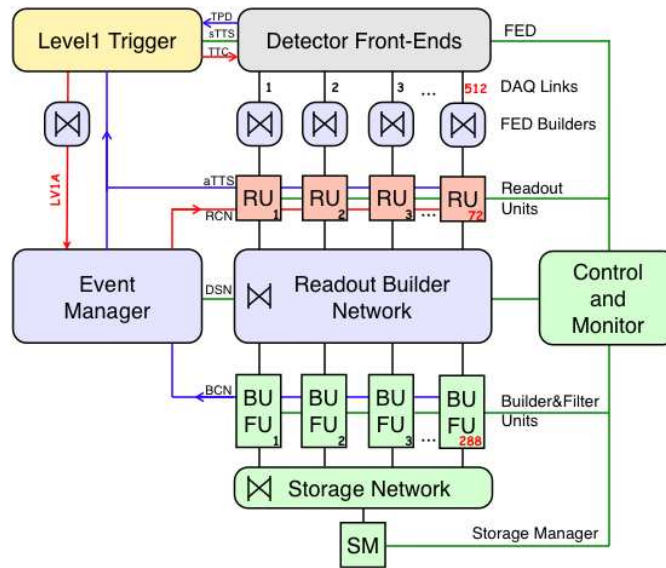 Level1 Trigger
TPD
sTTS
TTC
Detector Front-Ends
FED
1
2
3
...
512
DAQ Links
FED Builders
LV1A
aTTS
RCN
RU
1
RU
2
RU
3
...
RU
72
Readout
Units
Event
Manager
DSN
Readout Builder
Network
Control
and
Monitor
BCN
BU
FU
1
BU
FU
2
BU
FU
3
...
BU
FU
288
Builder&Filter
Units
Storage Network
SM
Storage Manager